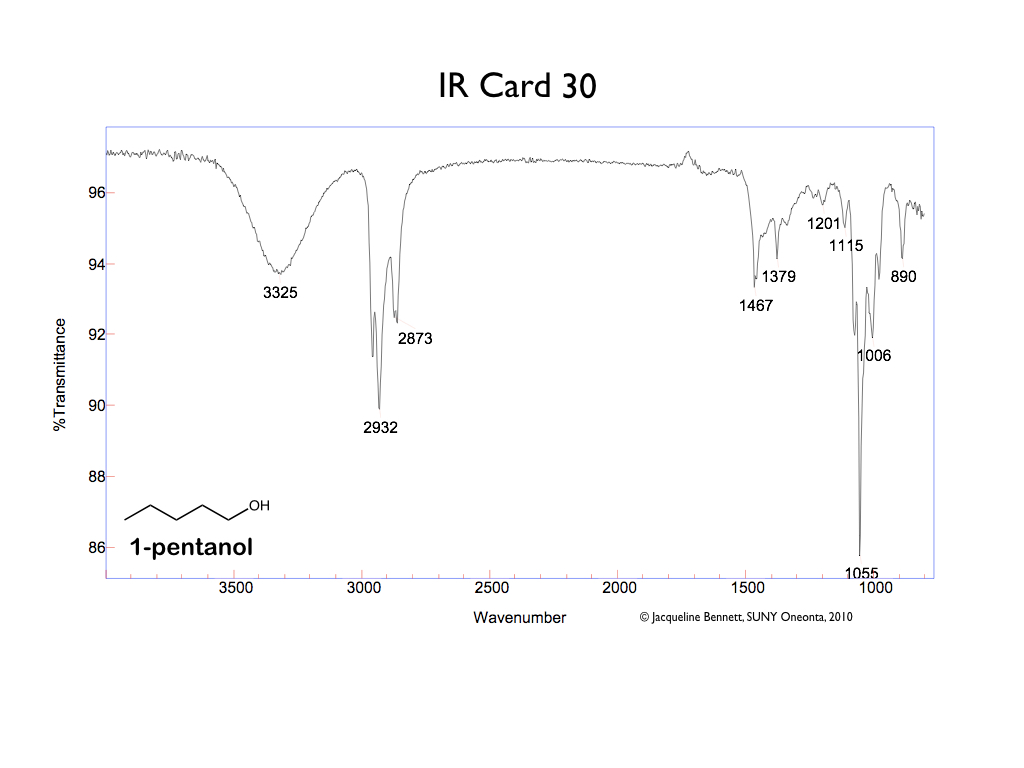 IR Card 30
96
94
92
90
88
86
%Transmittance
3325
2932
2873
1467
1379
1201
1115
1055
1006
890
OH
1-pentanol
3500 3000 2500 2000 1500 1000
Wavenumber
© Jacqueline Bennett, SUNY Oneonta, 2010